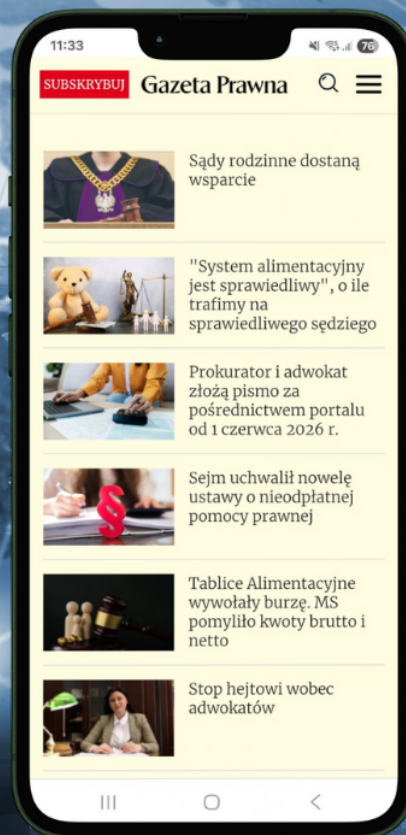 11:33
76
SUBSKRYBUJ Gazeta Prawna
Sądy rodzinne dostaną
wsparcie
"System alimentacyjny
jest sprawiedliwy", o ile
trafimy na
sprawiedliwego sędziego
Prokurator i adwokat
złożą pismo za
pośrednictwem portalu
od 1 czerwca 2026 r.
Sejm uchwalił nowelę
ustawy o nieodpłatnej
pomocy prawnej
Tablice Alimentacyjne
wywołały burzę. MS
pomyliło kwoty brutto i
netto
Stop hejtowi wobec
adwokatów